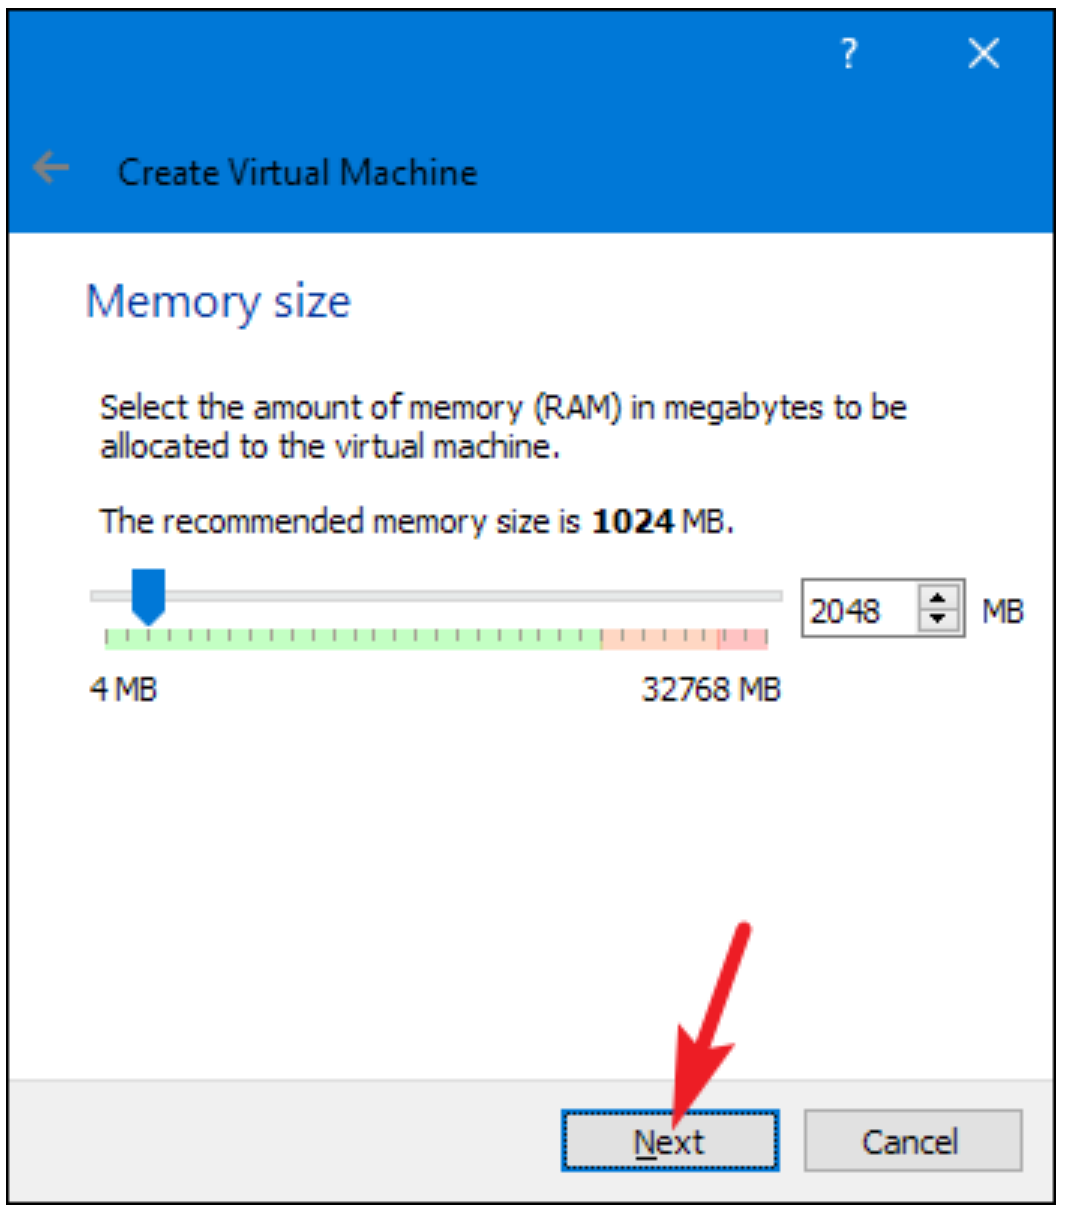 ?
Create Virtual Machine
Memory size
Select the amount of memory (RAM) in megabytes to be
allocated to the virtual machine.
The recommended memory size is 1024 MB.
2048 MB
4 MB 32768 MB
Next Cancel